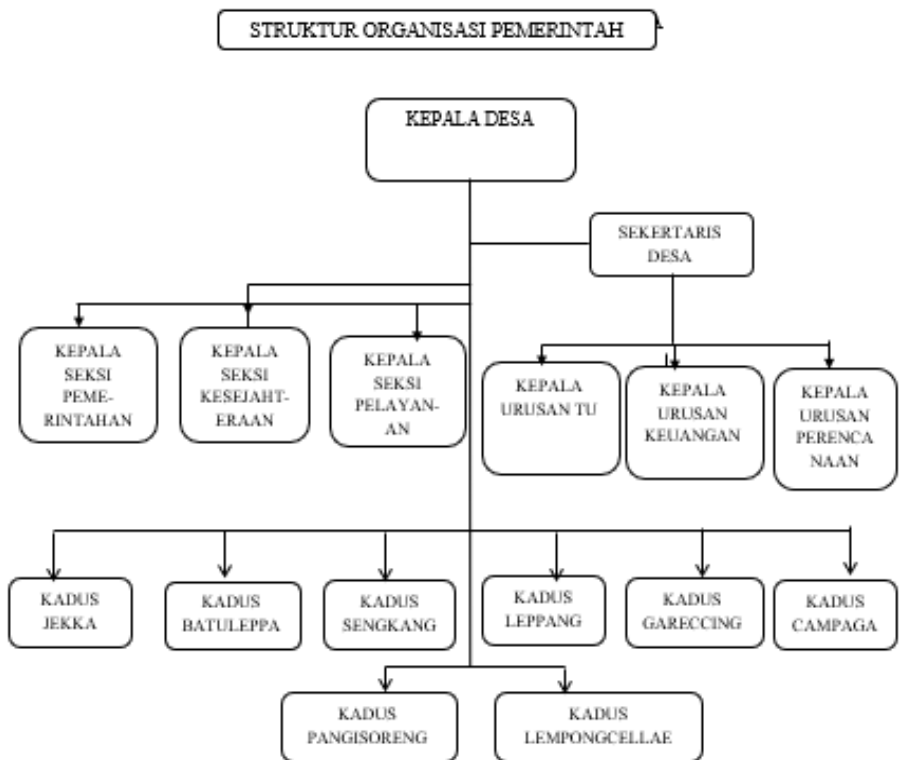 STRUKTUR ORGANISASI PEMERINTAH
KEPALA DESA
SEKERTARIS
DESA
KEPALA
SEKSI
PEME-
RINTAHAN
KEPALA
SEKSI
KESEJAHT-
ERAAN
KEPALA
SEKSI
PELAYAN-
AN
KEPALA
URUSAN TU
KEPALA
URUSAN
KEUANGAN
KEPALA
URUSAN
PERENCA
NAAN
KADUS
JEKKA
KADUS
BATULEPPA
KADUS
SENGKANG
KADUS
LEPPANG
KADUS
GARECCING
KADUS
CAMPAGA
KADUS
PANGISORENG
KADUS
LEMPONGCELLAE